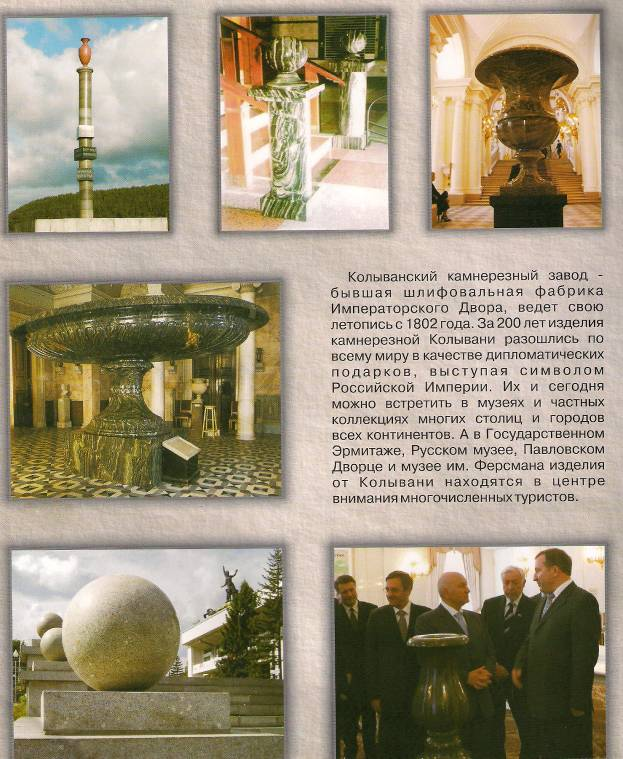 Колыванский камнерезный завод -
бывшая шлифовальная фабрика
Императорского Двора, ведет свою
летопись с 1802 года. За 200 лет изделия
камнерезной Колывани разошлись по
всему миру в качестве дипломатических
подарков, выступая символом
Российской Империи. Их и сегодня
можно встретить в музеях и частных
коллекциях многих столиц и городов
всех континентов. А в Государственном
Эрмитаже, Русском музее, Павловском
Дворце и музее им. Ферсмана изделия
от Колывани находятся в центре
внимания многочисленных туристов.